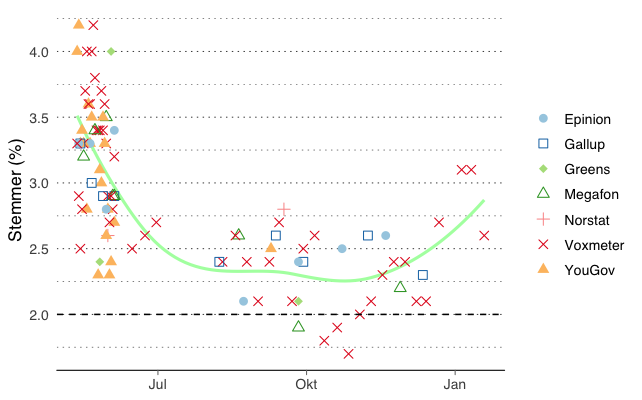 Stemmer (%)
4.0
3.5
3.0
2.5
2.0
Jul
Okt
Jan
Epinion
Gallup
Greens
Megafon
Norstat
Voxmeter
YouGov